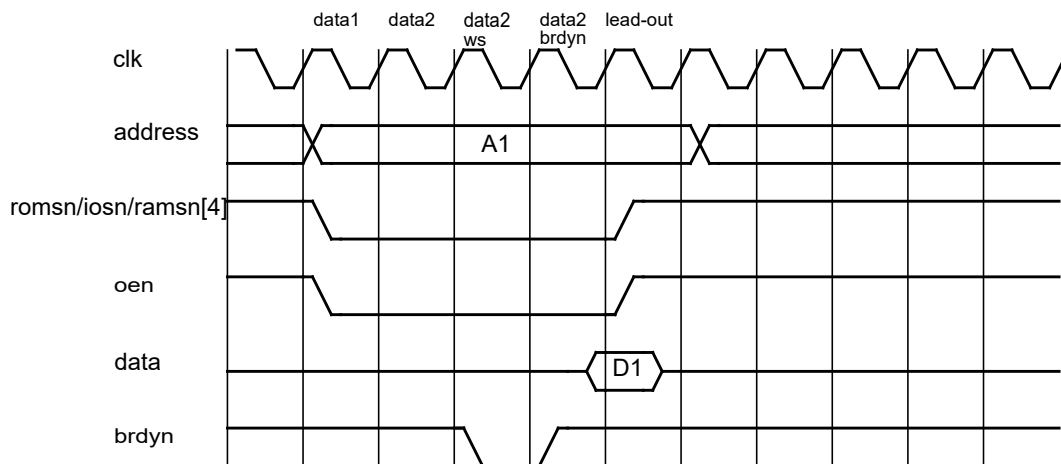 data1 data2 data2 data2 lead-out
ws brdyn
clk
address
A1
romsn/iosn/ramsn[4]
oen
data
D1
brdyn